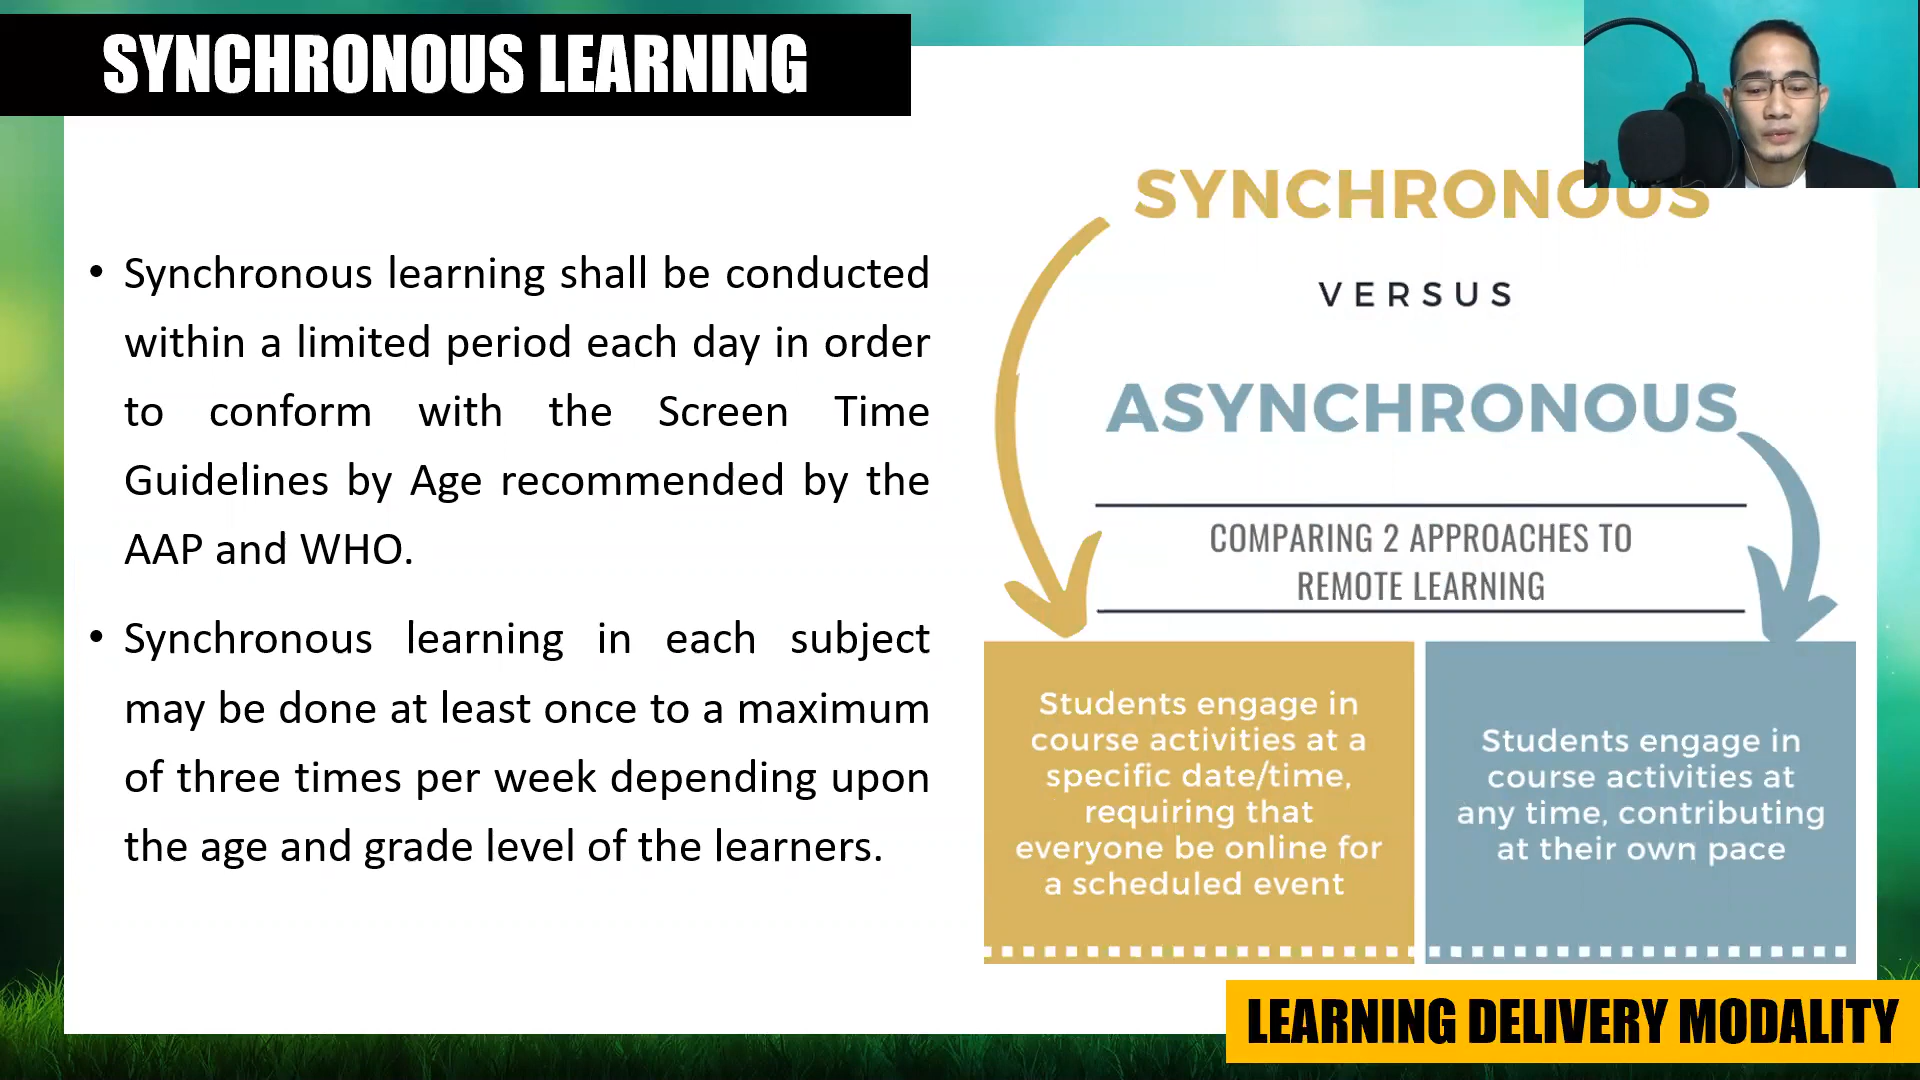 SYNCHRONOUS LEARNING
• Synchronous learning shall be conducted
within a limited period each day in order
to conform with the Screen Time
Guidelines by Age recommended by the
AAP and WHO.
• Synchronous learning in each subject
may be done at least once to a maximum
of three times per week depending upon
the age and grade level of the learners.
SYNCHRONOUS
VERSUS
ASYNCHRONOUS
COMPARING 2 APPROACHES TO
REMOTE LEARNING
Students engage in
course activities at a
specific date/time,
requiring that
everyone be online for
a scheduled event
Students engage in
course activities at
any time, contributing
at their own pace
LEARNING DELIVERY MODALITY